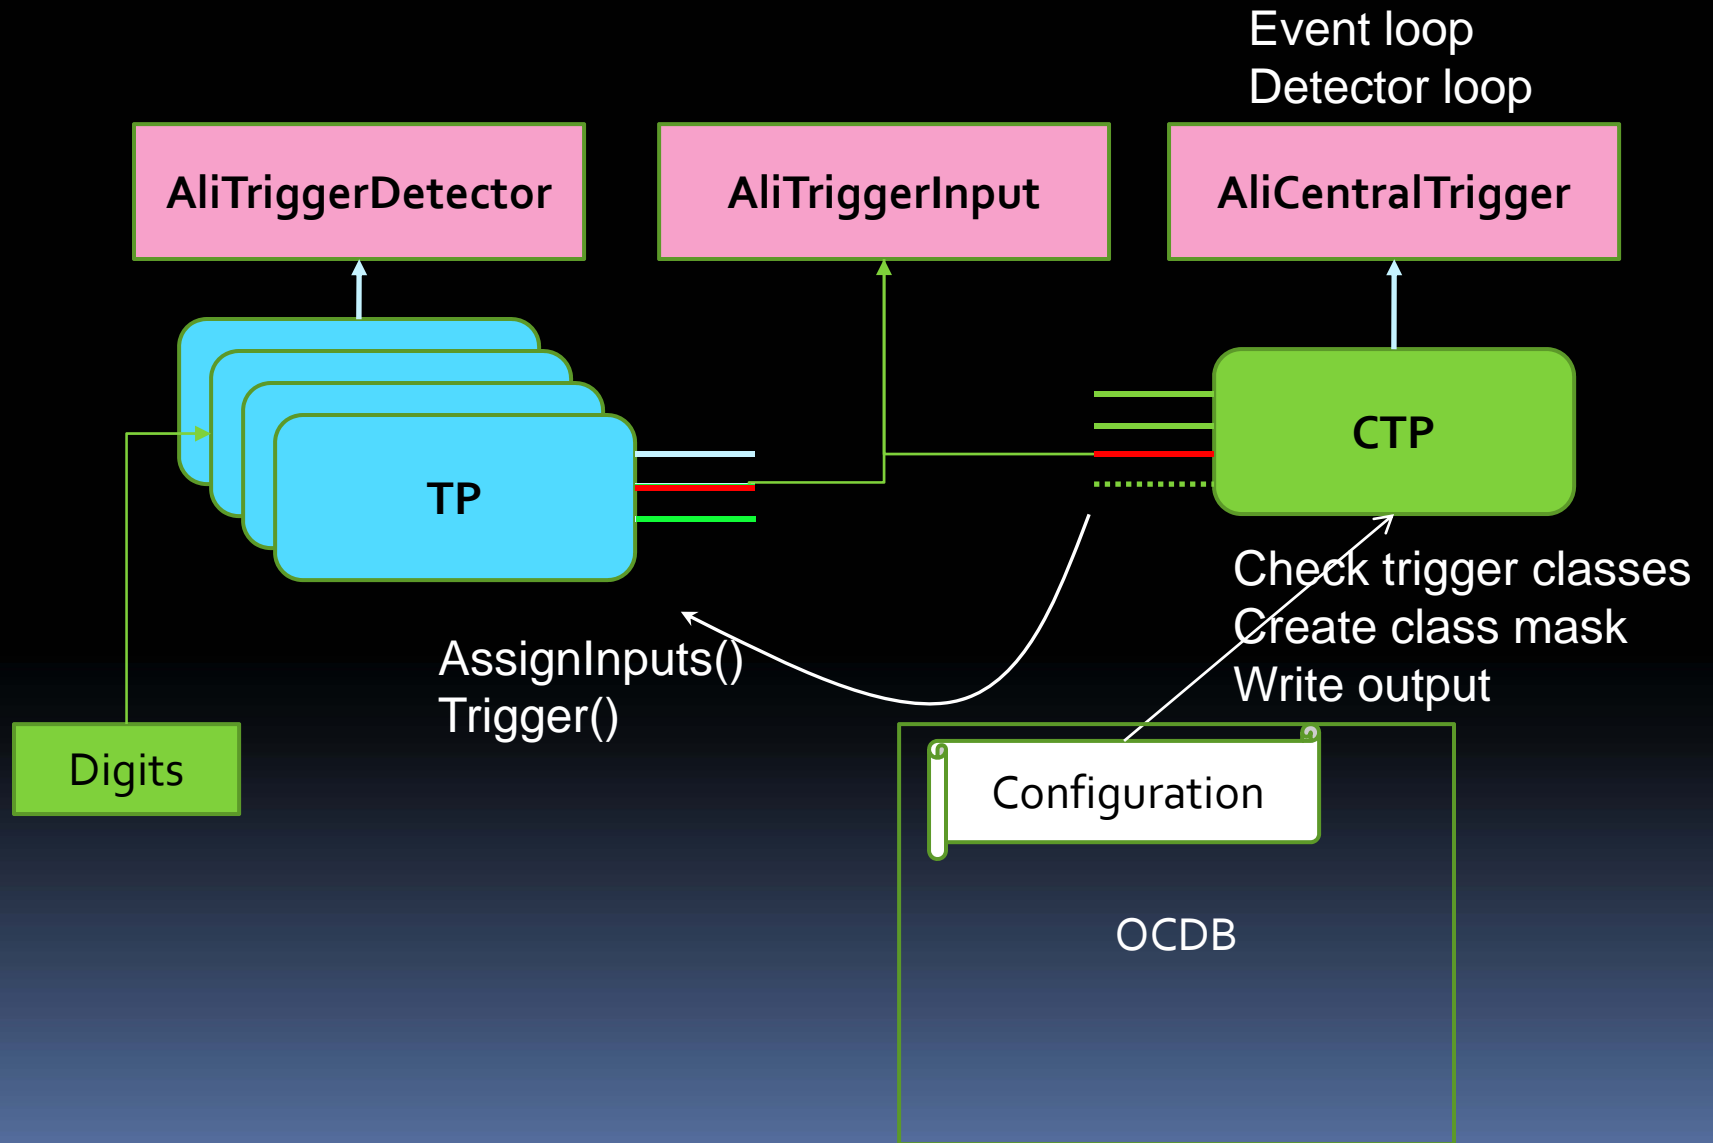 Event loop
Detector loop
AliTriggerDetector
AliTriggerInput
AliCentralTrigger
CTP
TP
Check trigger classes
Create class mask
Write output
AssignInputs()
Trigger()
Digits
Configuration
OCDB